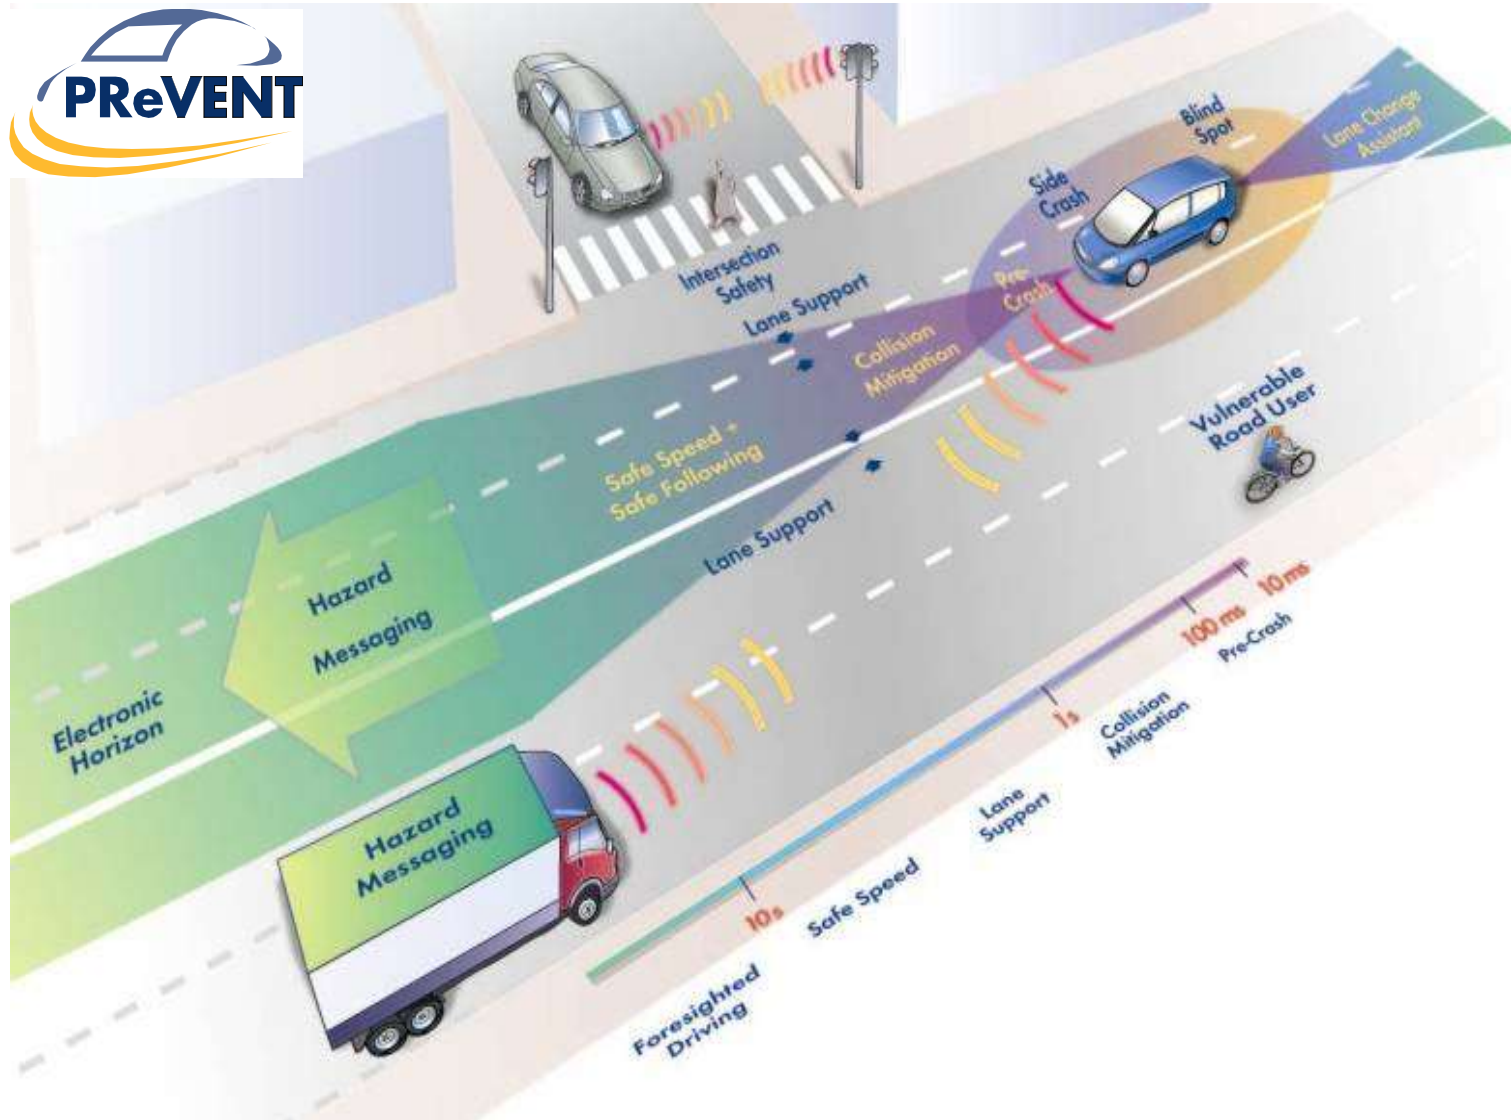 PReVENT
Blind
Spot
Lane Change
Assistant
Side
Crash
Pre-
Crash
Intersection
Safety
Lane Support
Collision
Mitigation
Vulnerable
Road User
Safe Speed +
Safe Following
Lane Support
Hazard
Messaging
Electronic
Horizon
Hazard
Messaging
10 ms
100 ms
Pre-Crash
1s
Collision
Mitigation
Lane
Support
10s
Safe Speed
Foresighted
Driving